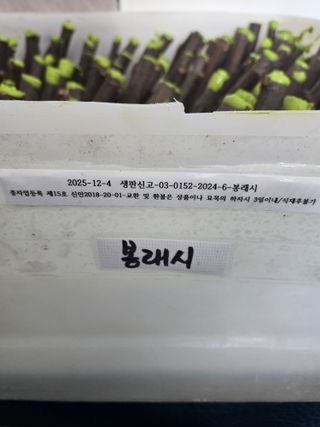 2025-12-4 생판신고-03-0152-2024-6-봉래시
종자업등록 제15호 신안2018-20-01-교환 및 환불은 상품이나 묘목의 하자시 3일이내/식재후불가
봉래시